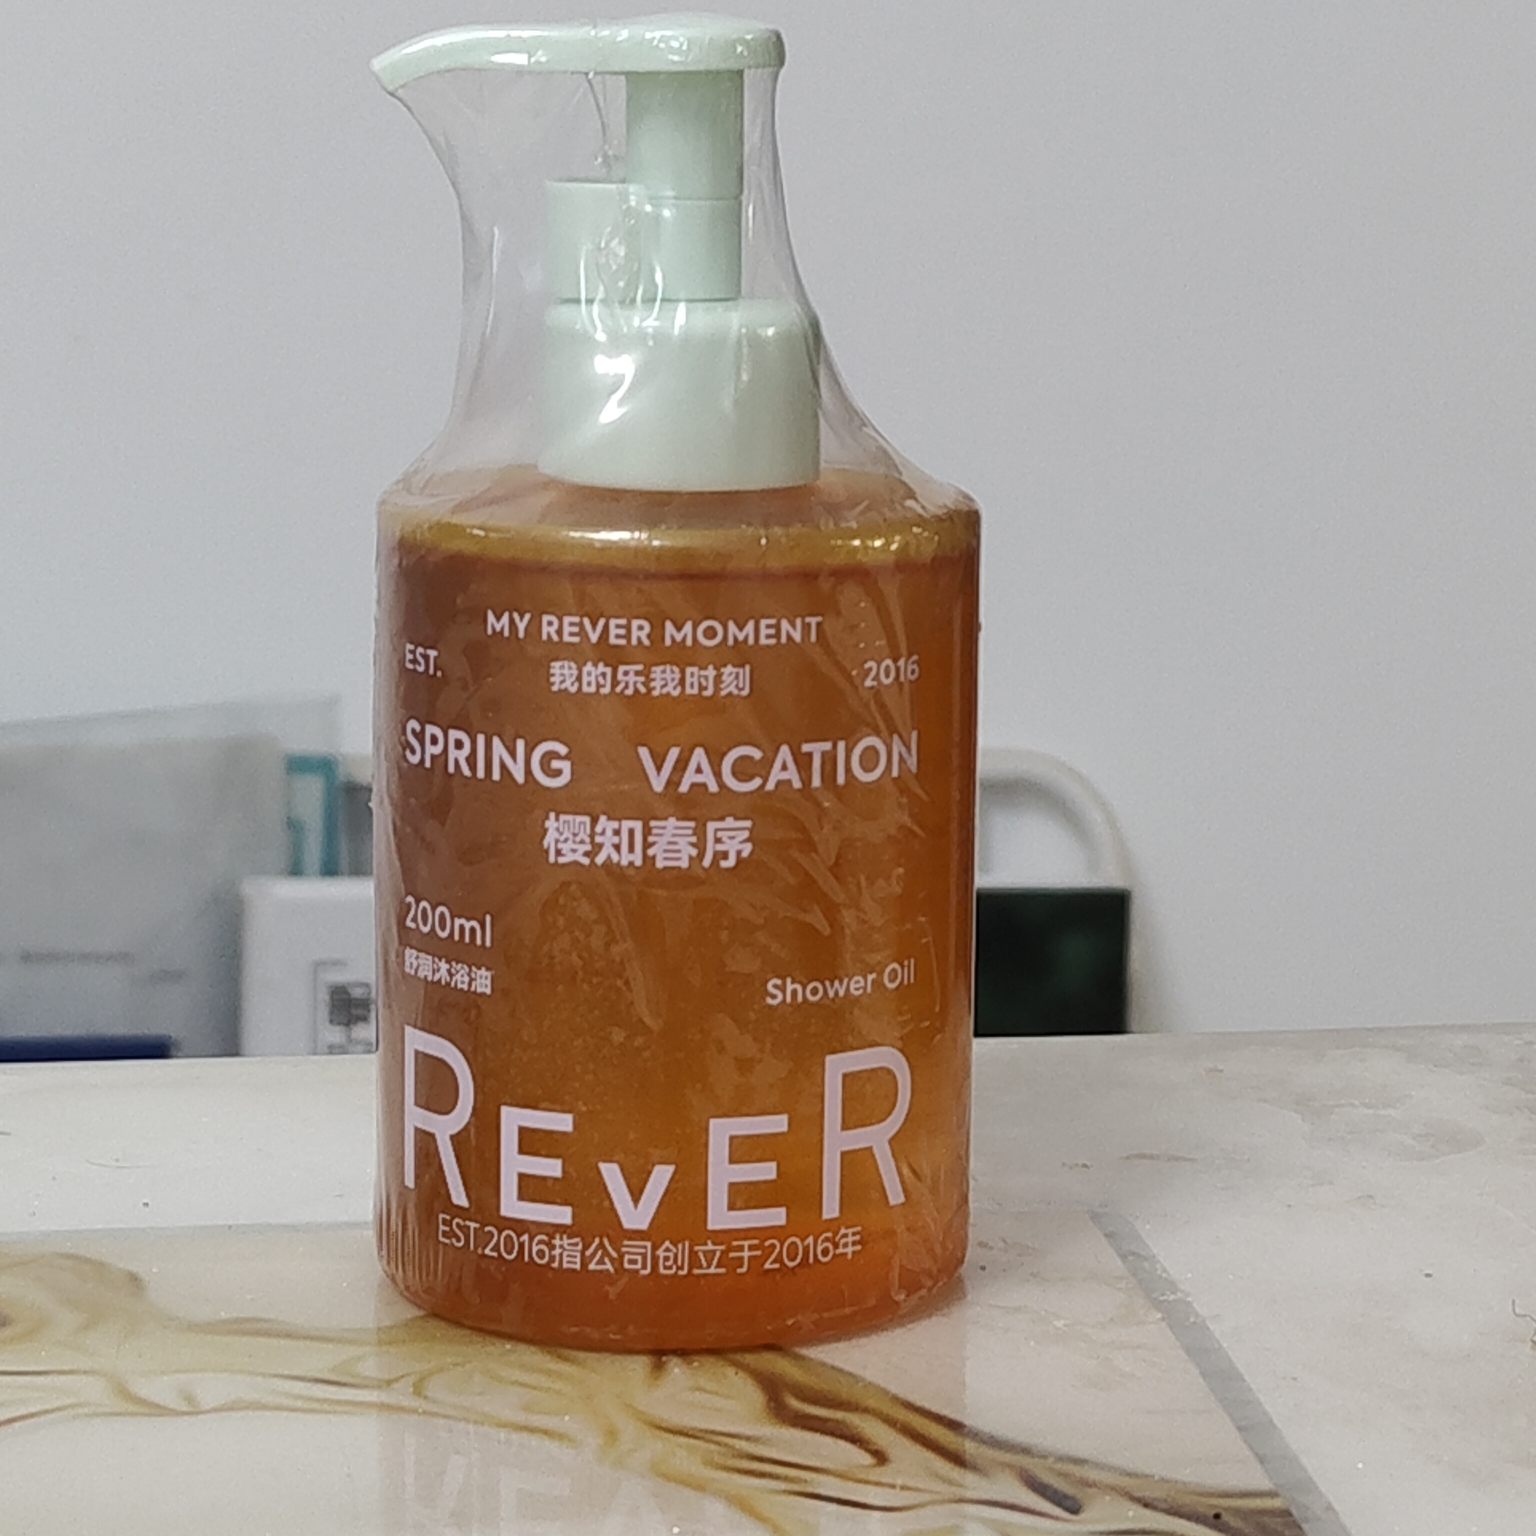 MY REVER MOMENT
EST. 我的乐我时刻 2016
SPRING VACATION
樱知春序
200ml
舒润沐浴油 Shower Oil
REvER
EST.2016指公司创立于2016年